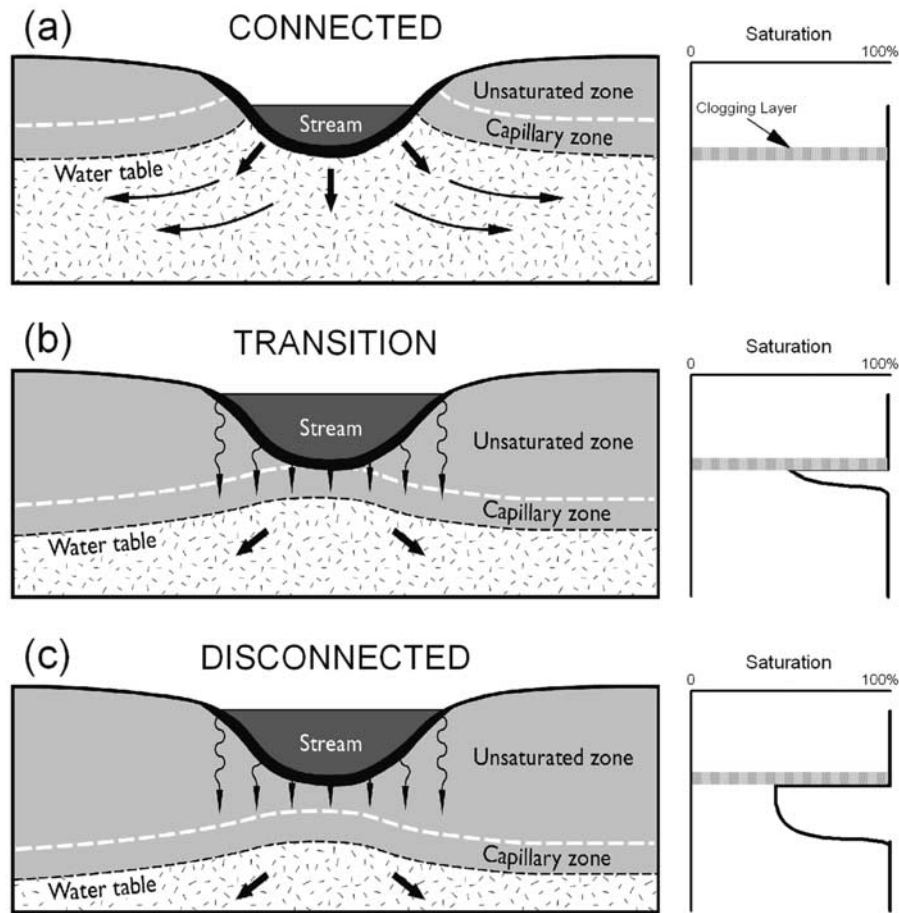 (a)
CONNECTED
Saturation
0
100%
Unsaturated zone
Clogging Layer
Stream
Capillary zone
Water table
(b)
TRANSITION
Saturation
0
100%
Stream
Unsaturated zone
Capillary zone
Water table
(c)
DISCONNECTED
Saturation
0
100%
Stream
Unsaturated zone
Capillary zone
Water table